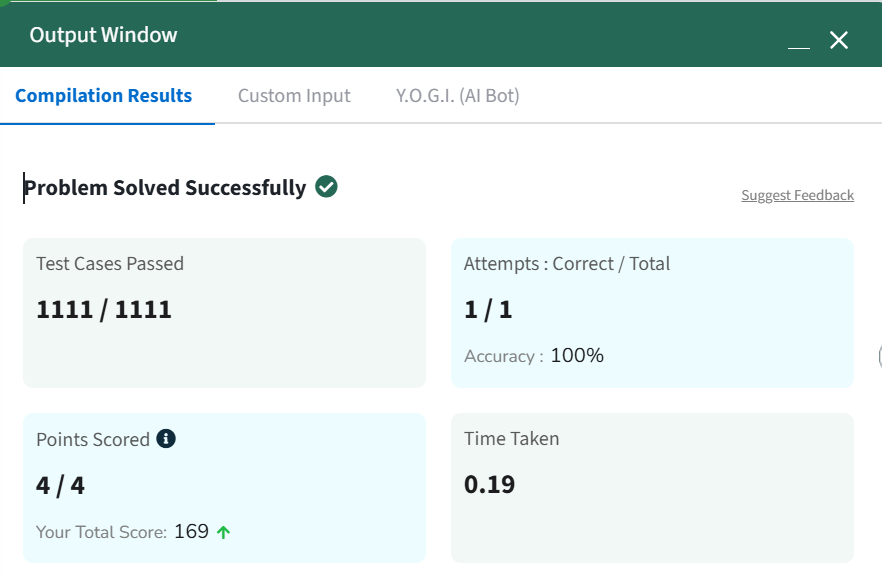 Output Window
Compilation Results Custom Input Y.O.G.I. (AI Bot)
Problem Solved Successfully
Suggest Feedback
Test Cases Passed
1111 / 1111
Attempts : Correct / Total
1 / 1
Accuracy : 100%
Points Scored
4 / 4
Your Total Score: 169
Time Taken
0.19